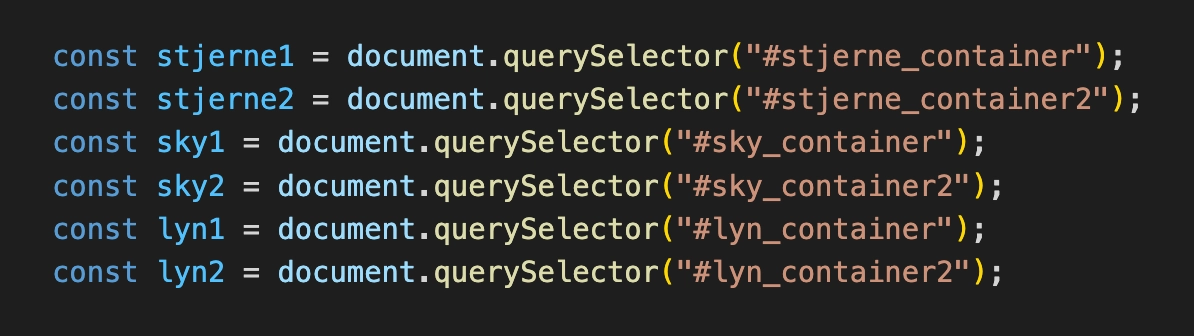 const stjerne1 = document.querySelector("#stjerne_container");
const stjerne2 = document.querySelector("#stjerne_container2");
const sky1 = document.querySelector("#sky_container");
const sky2 = document.querySelector("#sky_container2");
const lyn1 = document.querySelector("#lyn_container");
const lyn2 = document.querySelector("#lyn_container2");